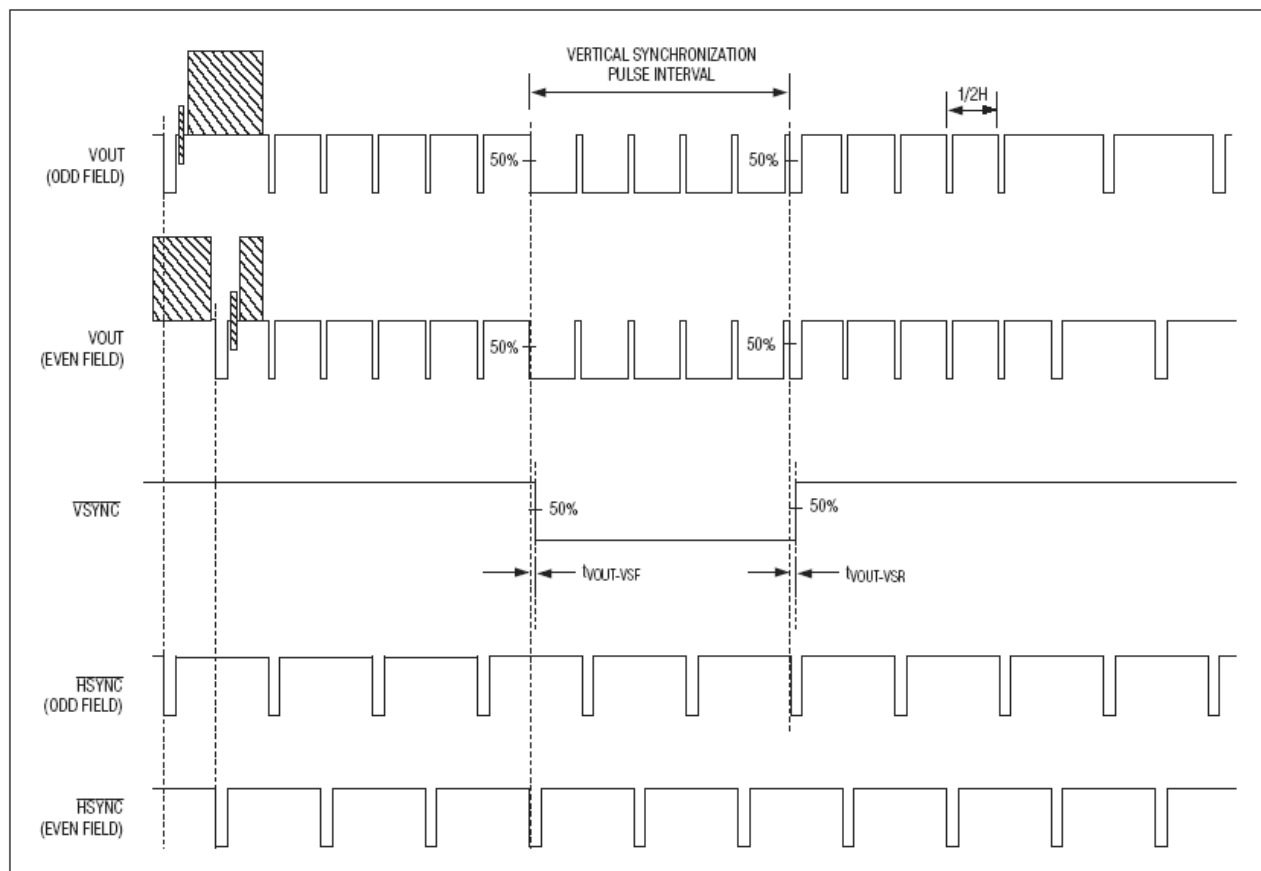 VERTICAL SYNCHRONIZATION
PULSE INTERVAL
1/2H
VOUT
(ODD FIELD)
50%
50%
VOUT
(EVEN FIELD)
50%
50%
VSYNC
50%
50%
tVOUT-VSF
tVOUT-VSR
HSYNC
(ODD FIELD)
HSYNC
(EVEN FIELD)